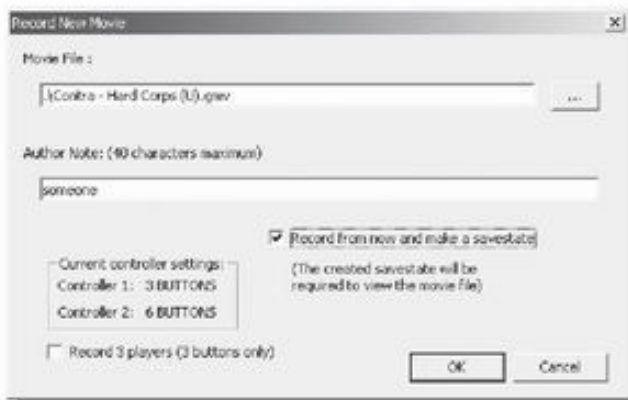 Record New Movie
Movie File :
.\Contra - Hard Corps (U).gmv
...
Author Note: (40 characters maximum)
someone
Record from now and make a savestate
(The created savestate will be
required to view the movie file)
Current controller settings:
Controller 1: 3 BUTTONS
Controller 2: 6 BUTTONS
Record 3 players (3 buttons only)
OK
Cancel